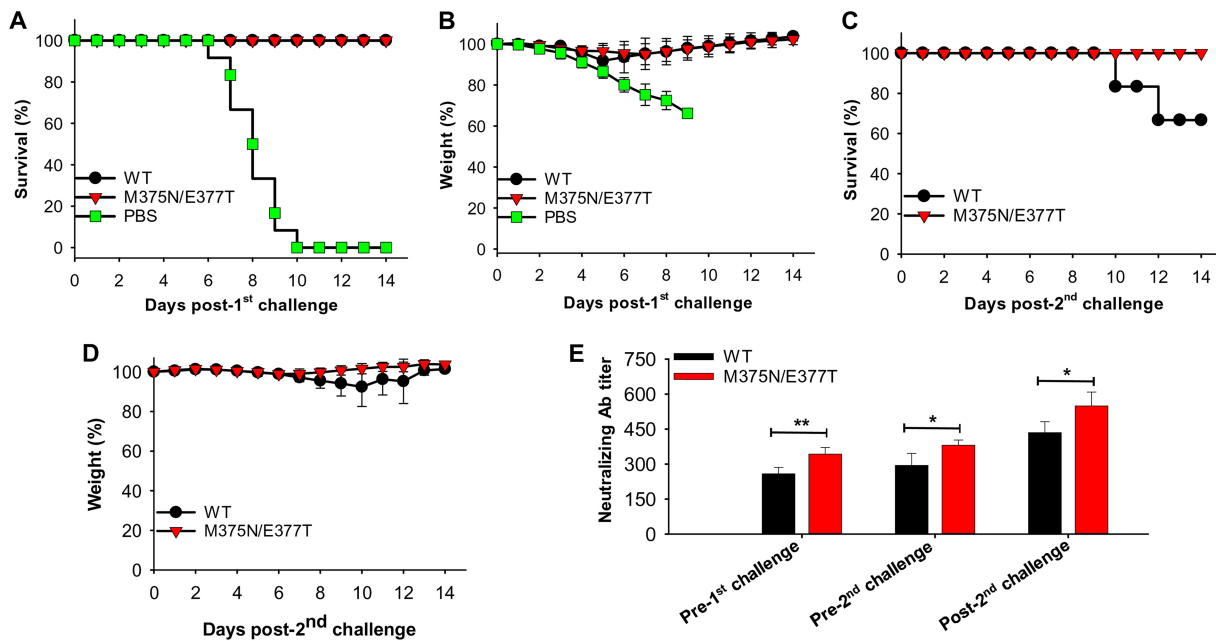 A
100
80
60
40
20
0
Survival (%)
WT
M375N/E377T
PBS
0 2 4 6 8 10 12 14
Days post-1st challenge
B
120
100
80
60
40
20
0
Weight (%)
WT
M375N/E377T
PBS
0 2 4 6 8 10 12 14
Days post-1st challenge
C
100
80
60
40
20
0
Survival (%)
WT
M375N/E377T
0 2 4 6 8 10 12 14
Days post-2nd challenge
D
100
80
60
40
20
0
Weight (%)
WT
M375N/E377T
0 2 4 6 8 10 12 14
Days post-2nd challenge
E
750
600
450
300
150
0
Neutralizing Ab titer
WT
M375N/E377T
**
*
*
Pre-1st challenge
Pre-2nd challenge
Post-2nd challenge